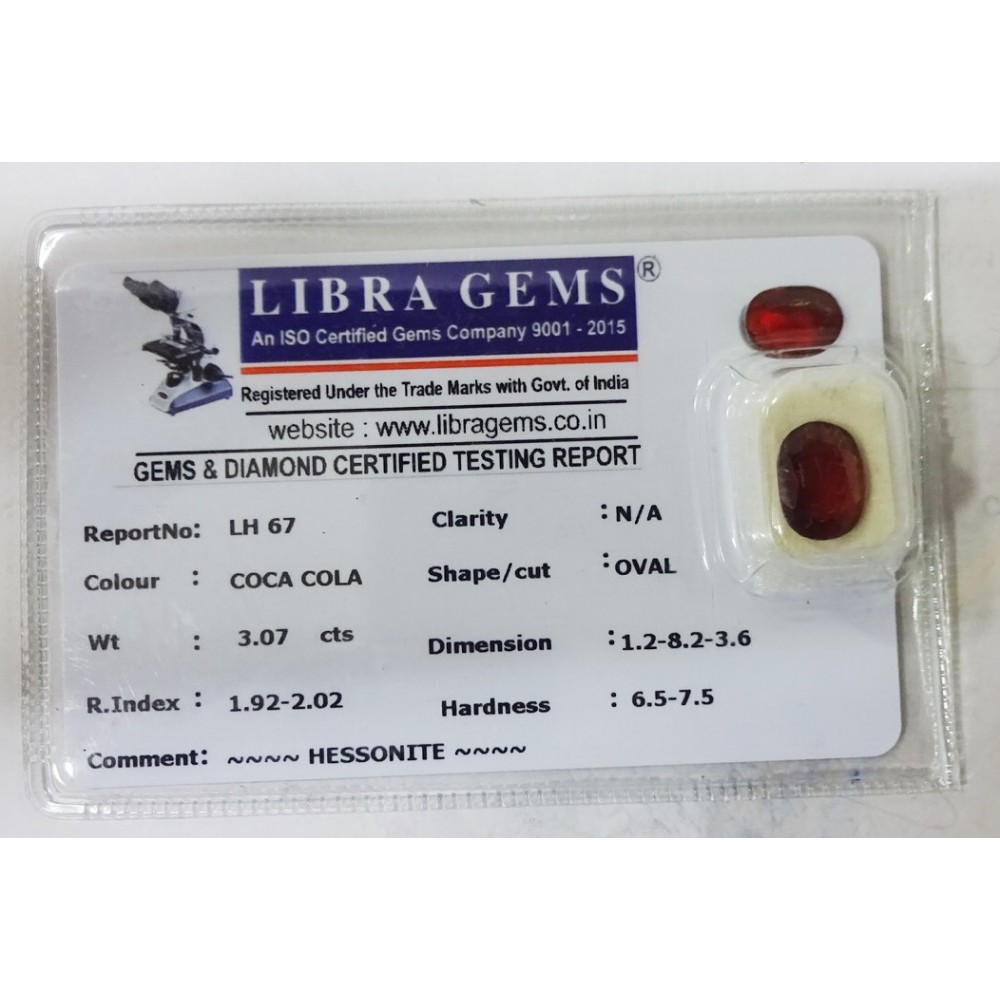 LIBRA GEMS ®
An ISO Certified Gems Company 9001 - 2015
Registered Under the Trade Marks with Govt. of India
website : www.libragems.co.in
GEMS & DIAMOND CERTIFIED TESTING REPORT
ReportNo: LH 67 Clarity : N/A
Colour : COCA COLA Shape/cut : OVAL
Wt : 3.07 cts Dimension : 1.2-8.2-3.6
R.Index : 1.92-2.02 Hardness : 6.5-7.5
Comment: ~~~~ HESSONITE ~~~~